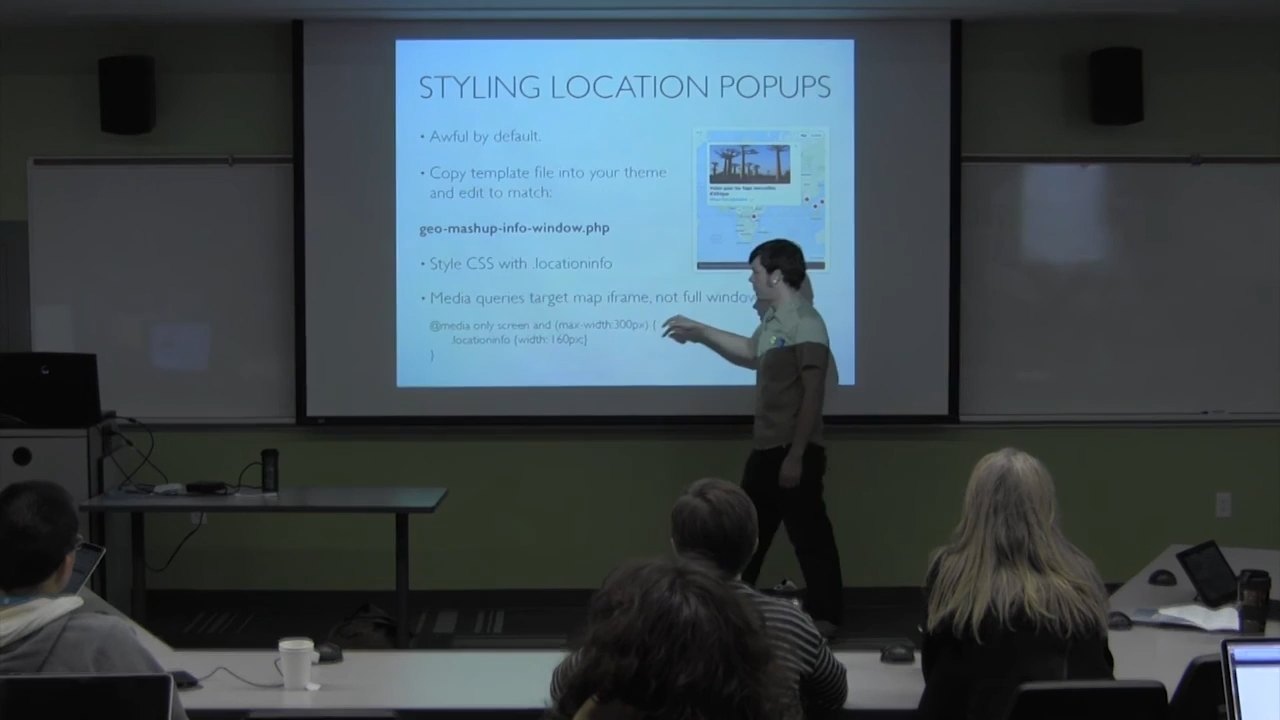 STYLING LOCATION POPUPS
• Awful by default.
• Copy template file into your theme
and edit to match:
geo-mashup-info-window.php
• Style CSS with .locationinfo
• Media queries target map iframe, not full window
@media only screen and (max-width:300px) {
.locationinfo {width: 160px;}
}